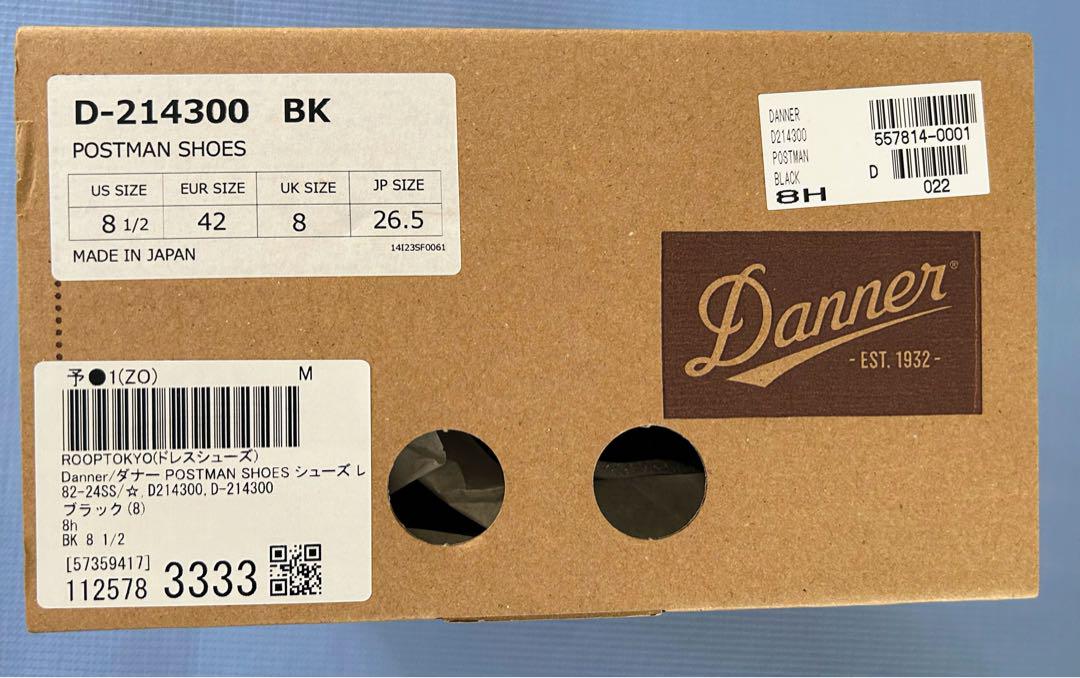 D-214300 BK
POSTMAN SHOES
US SIZE EUR SIZE UK SIZE JP SIZE
8 1/2 42 8 26.5
MADE IN JAPAN 14I23SF0061
DANNER
D214300
POSTMAN
BLACK
8H
557814-0001
D
022
Danner®
- EST. 1932 -
予●1(ZO) M
ROOPTOKYO(ドレスシューズ)
Danner/ダナー POSTMAN SHOES シューズ レ
82-24SS/☆,D214300,D-214300
ブラック(8)
8h
BK 8 1/2
[57359417]
112578 3333